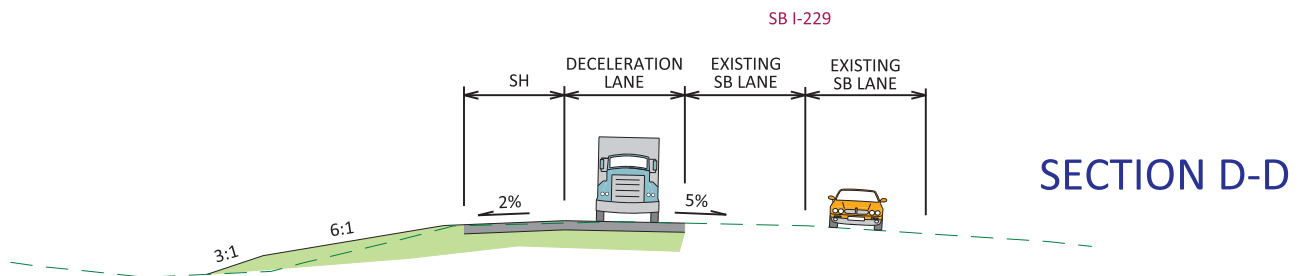 SB I-229
SH
DECELERATION
LANE
EXISTING
SB LANE
EXISTING
SB LANE
SECTION D-D
2%
5%
6:1
3:1